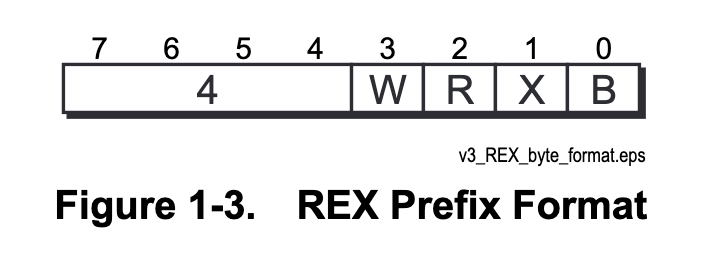 7 6 5 4 3 2 1 0
4 W R X B
v3_REX_byte_format.eps
Figure 1-3. REX Prefix Format